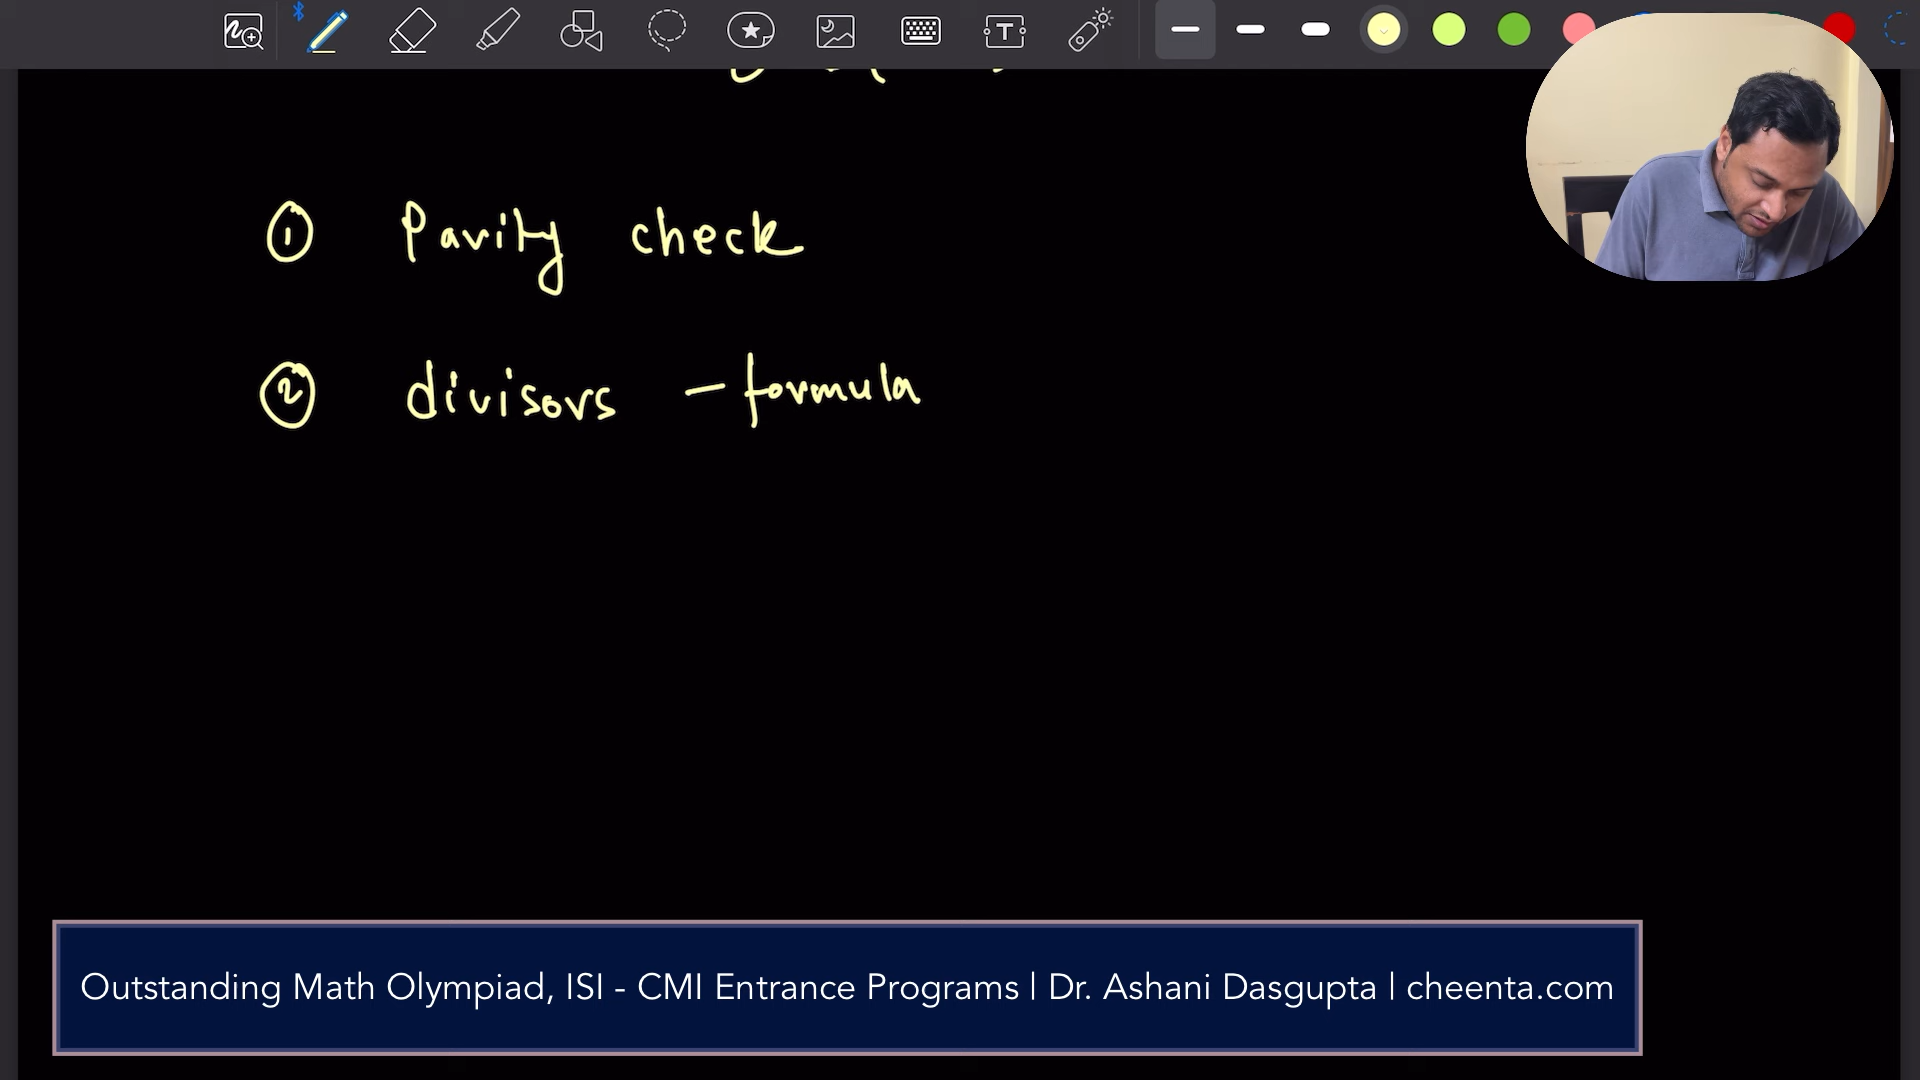 ① Parity check
② divisors - formula
Outstanding Math Olympiad, ISI - CMI Entrance Programs | Dr. Ashani Dasgupta | cheenta.com